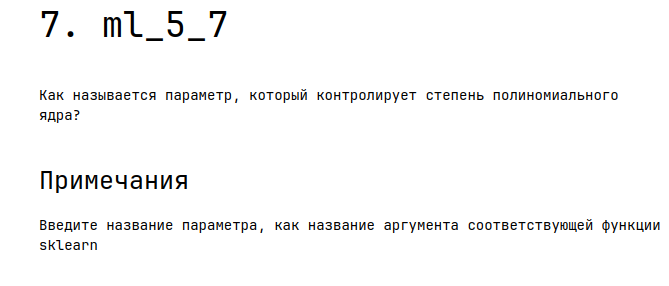 7. ml_5_7
Как называется параметр, который контролирует степень полиномиального
ядра?
Примечания
Введите название параметра, как название аргумента соответствующей функции
sklearn